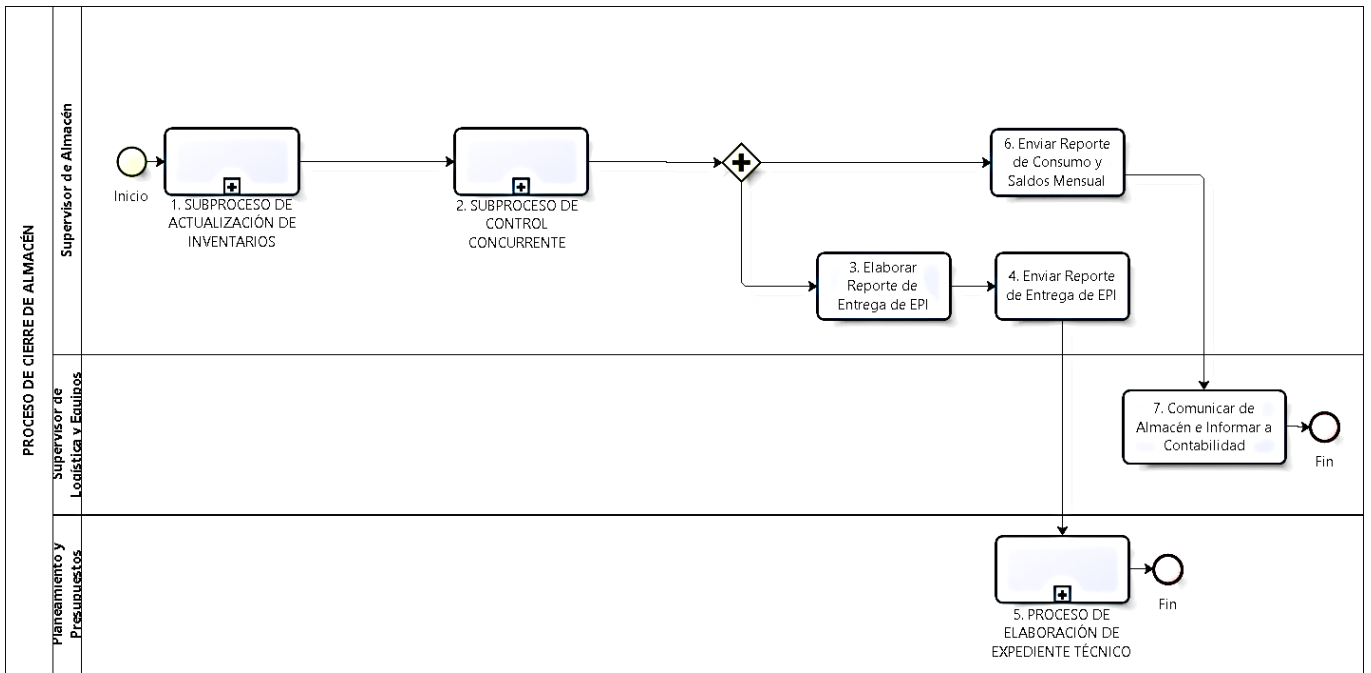 PROCESO DE CIERRE DE ALMACÉN
Supervisor de Almacén
Inicio
1. SUBPROCESO DE
ACTUALIZACIÓN DE
INVENTARIOS
2. SUBPROCESO DE
CONTROL
CONCURRENTE
6. Enviar Reporte
de Consumo y
Saldos Mensual
3. Elaborar
Reporte de
Entrega de EPI
4. Enviar Reporte
de Entrega de EPI
Supervisor de
Logística y Equipos
7. Comunicar de
Almacén e Informar a
Contabilidad
Fin
Planeamiento y
Presupuestos
5. PROCESO DE
ELABORACIÓN DE
EXPEDIENTE TÉCNICO
Fin